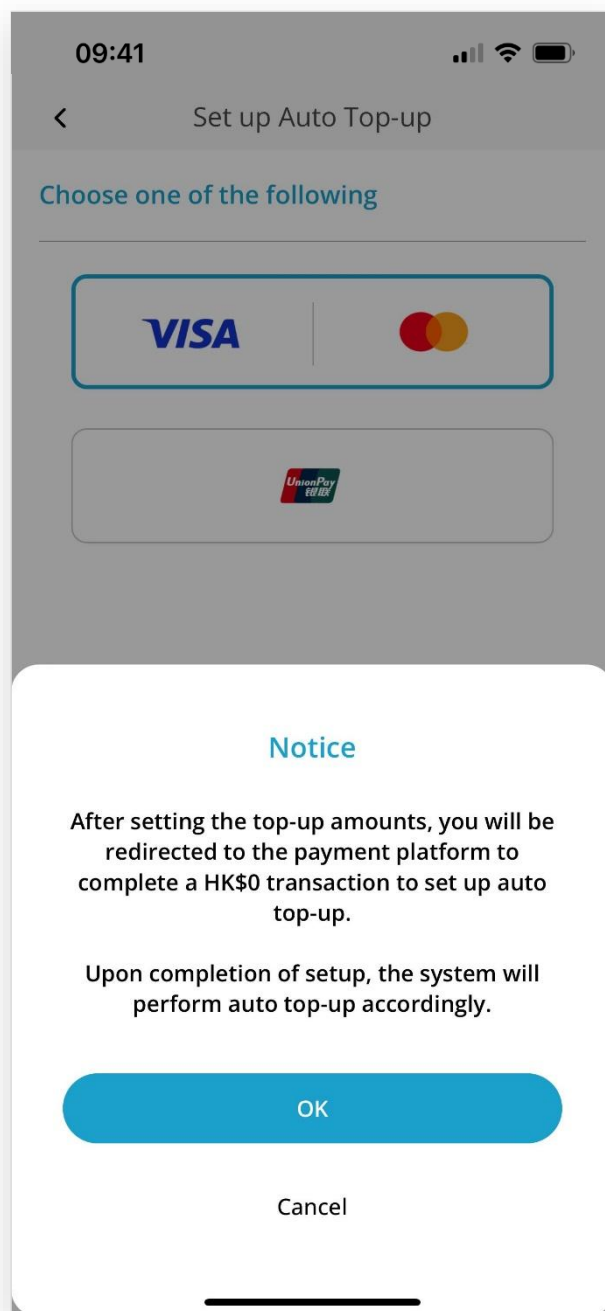 09:41
Set up Auto Top-up
Choose one of the following
VISA
UnionPay
银联
Notice
After setting the top-up amounts, you will be
redirected to the payment platform to
complete a HK$0 transaction to set up auto
top-up.
Upon completion of setup, the system will
perform auto top-up accordingly.
OK
Cancel